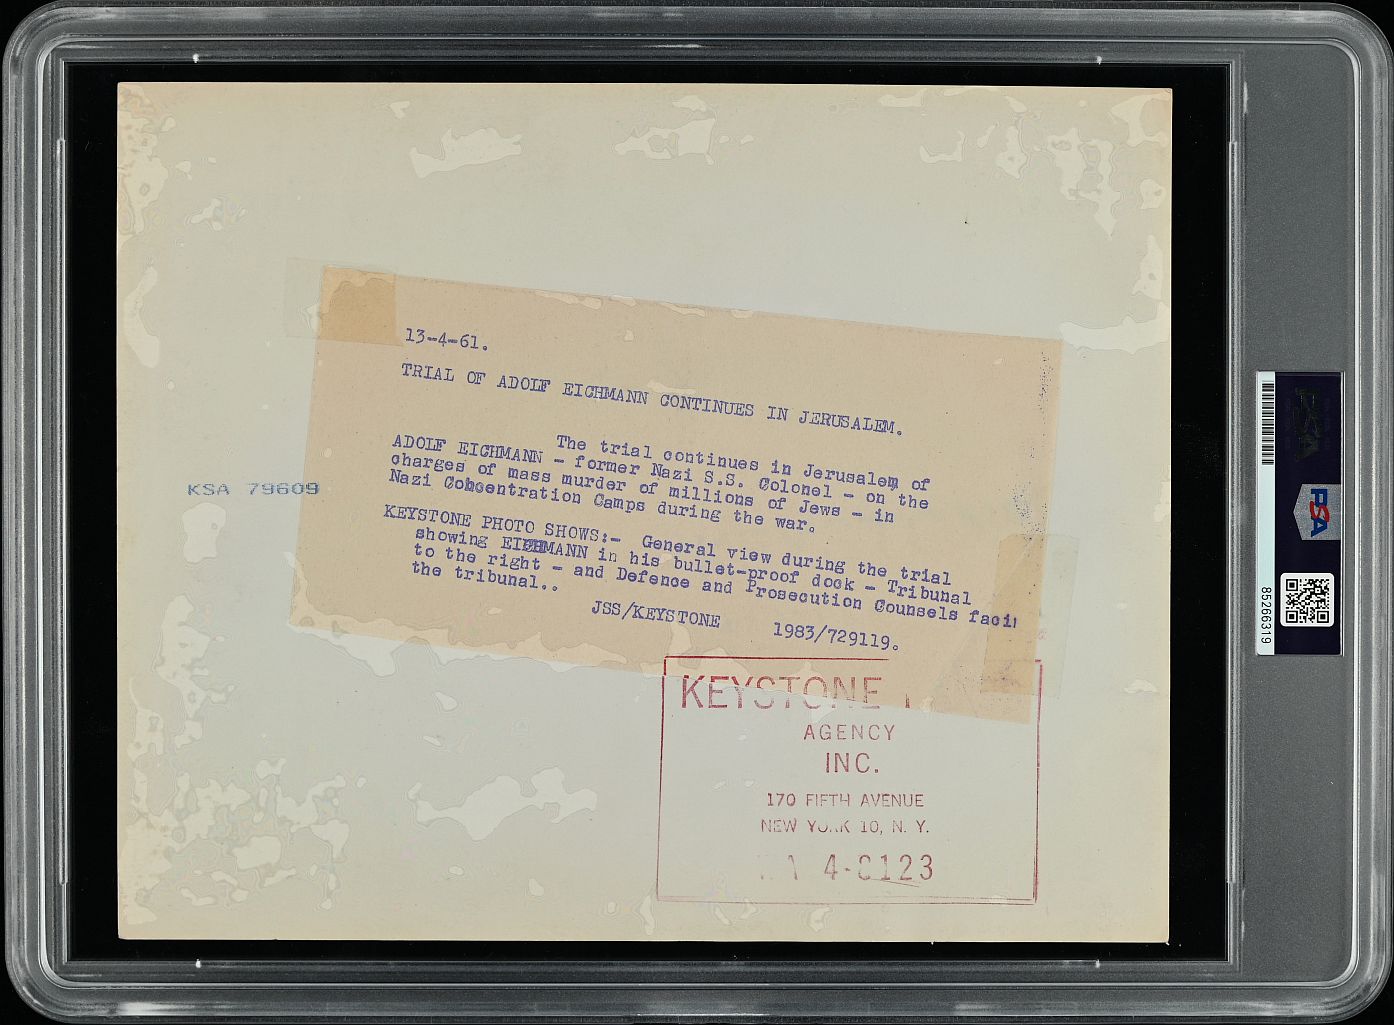 13-4-61.
TRIAL OF ADOLF EICHMANN CONTINUES IN JERUSALEM.
The trial continues in Jerusalem of
ADOLF EICHMANN - former Nazi S.S. Colonel - on the
charges of mass murder of millions of Jews - in
Nazi Concentration Camps during the war.
KEYSTONE PHOTO SHOWS:- General view during the trial
showing EICHMANN in his bullet-proof dock - Tribunal
to the right - and Defence and Prosecution Counsels faci
the tribunal..
JSS/KEYSTONE 1983/729119.
KSA 79609
KEYSTONE
AGENCY
INC.
170 FIFTH AVENUE
NEW YORK 10, N. Y.
PSA
85266319